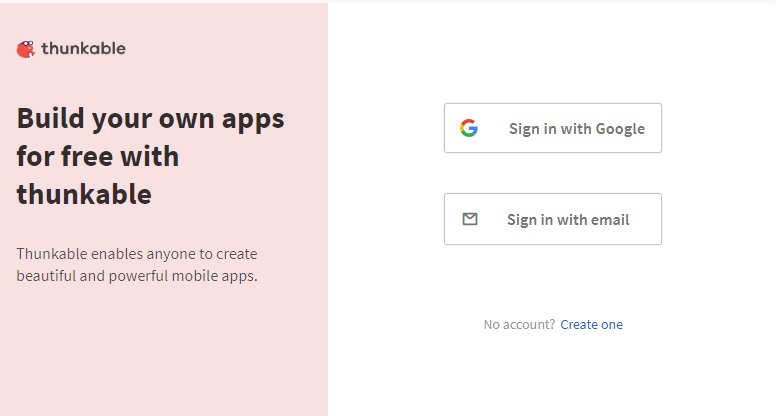 thunkable
Build your own apps
for free with
thunkable
Thunkable enables anyone to create
beautiful and powerful mobile apps.
Sign in with Google
Sign in with email
No account? Create one